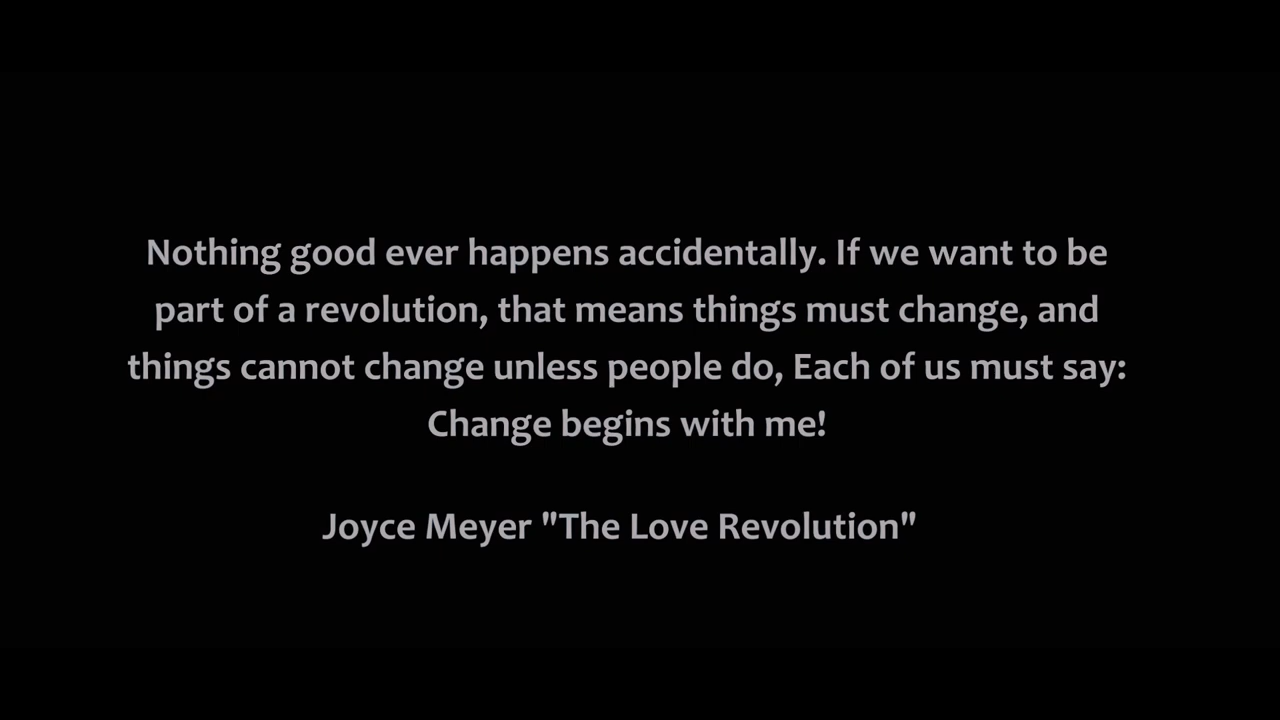 Nothing good ever happens accidentally. If we want to be
part of a revolution, that means things must change, and
things cannot change unless people do, Each of us must say:
Change begins with me!
Joyce Meyer "The Love Revolution"